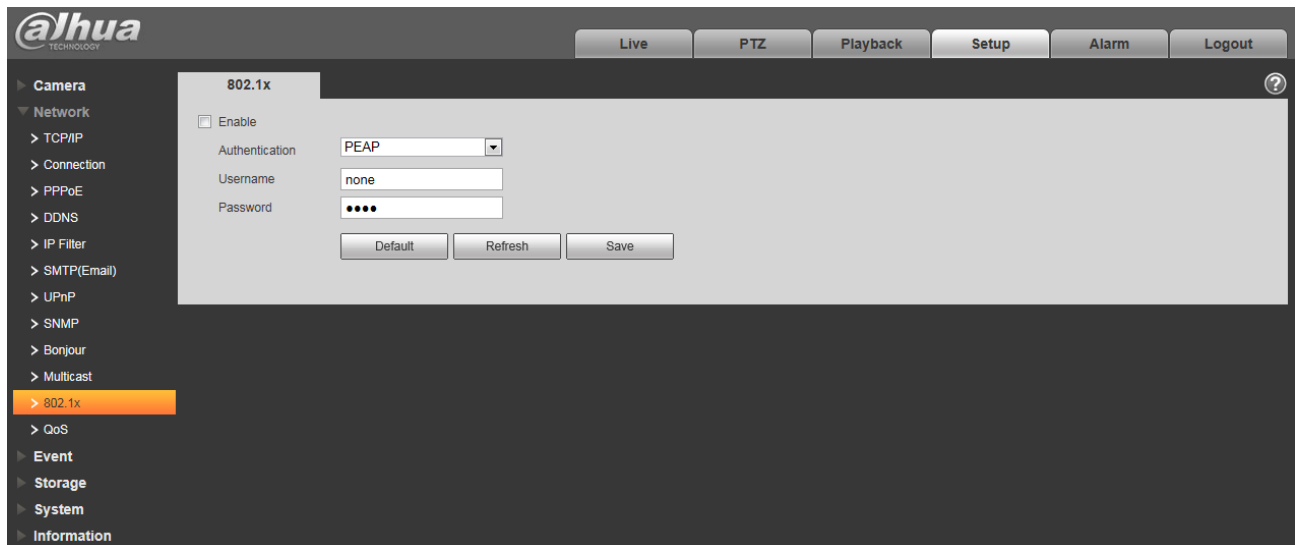 alhua
TECHNOLOGY
Live PTZ Playback Setup Alarm Logout
Camera
Network
> TCP/IP
> Connection
> PPPoE
> DDNS
> IP Filter
> SMTP(Email)
> UPnP
> SNMP
> Bonjour
> Multicast
> 802.1x
> QoS
Event
Storage
System
Information
802.1x
?
Enable
Authentication PEAP
Username none
Password ●●●●
Default Refresh Save